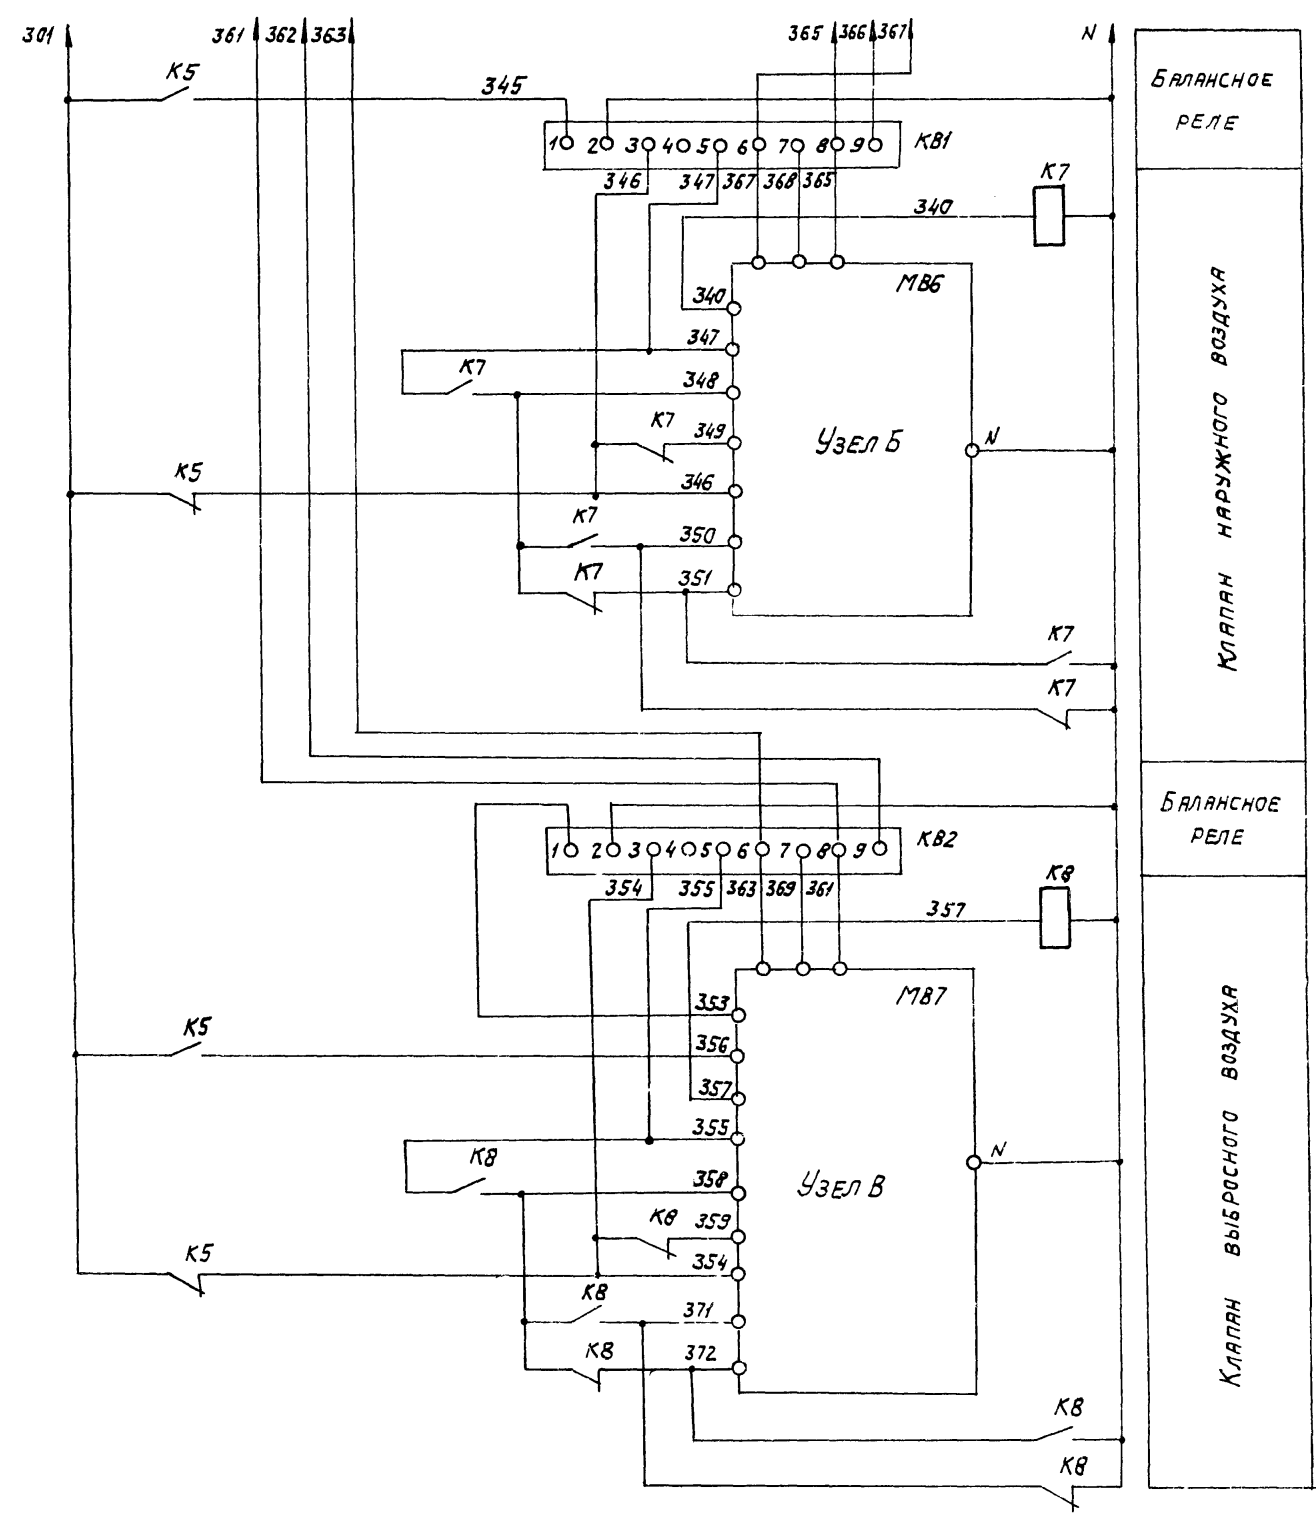 301 361 362 363 365 366 367 N
К5 345
Балансное
реле
1 2 3 4 5 6 7 8 9 КВ1
346 347 367 368 365
К7
340
МВ6
340
347
К7 348
К7 349
Узел Б N
К5 346
К7 350
К7 351
К7
К7
Клапан наружного воздуха
Балансное
реле
1 2 3 4 5 6 7 8 9 КВ2
354 355 363 369 361
К8
357
МВ7
353
К5 356
357
355
К8 358
Узел В N
К8 359
К5 354
К8 371
К8 372
К8
К8
Клапан выбросного воздуха